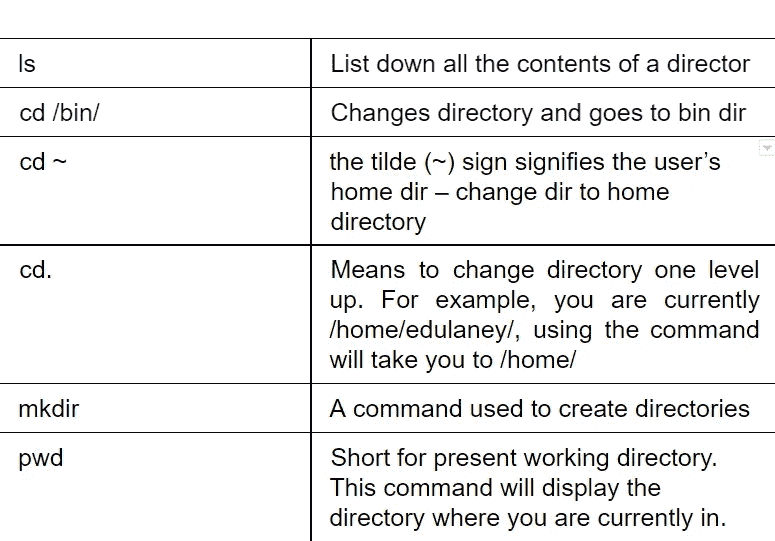 ls
List down all the contents of a director
cd /bin/
Changes directory and goes to bin dir
cd ~
the tilde (~) sign signifies the user’s
home dir – change dir to home
directory
cd.
Means to change directory one level
up. For example, you are currently
/home/edulaney/, using the command
will take you to /home/
mkdir
A command used to create directories
pwd
Short for present working directory.
This command will display the
directory where you are currently in.